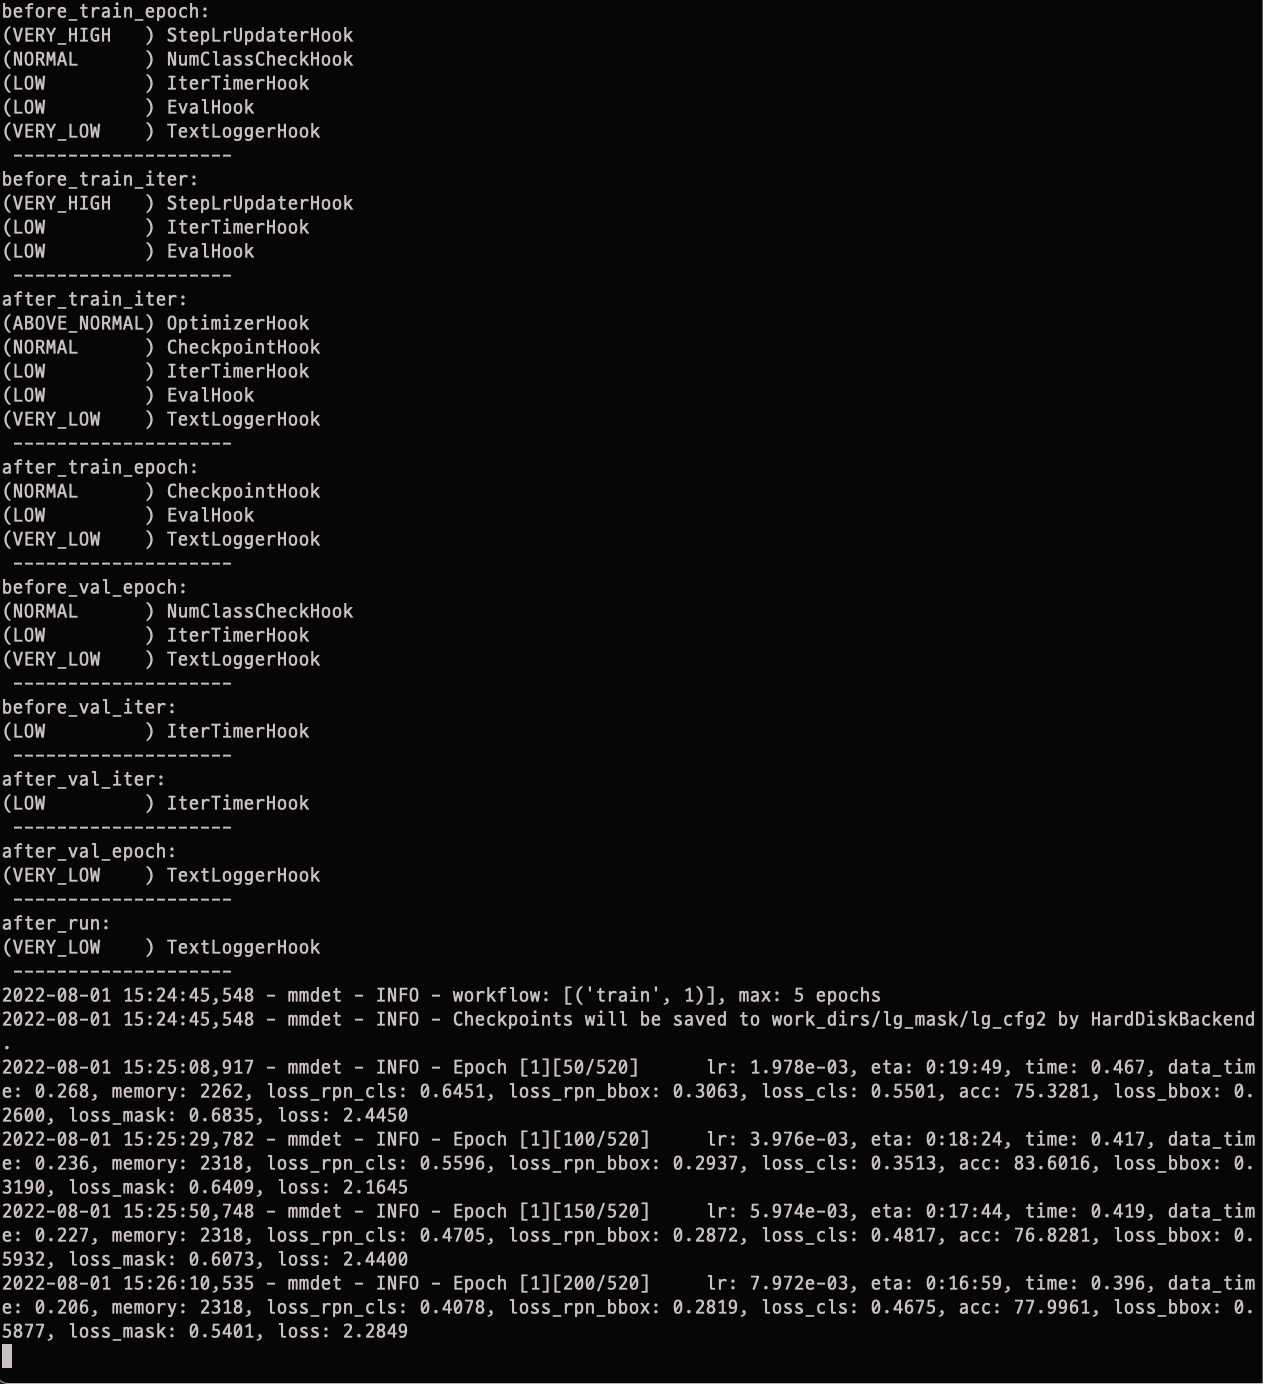 before_train_epoch:
(VERY_HIGH   ) StepLrUpdaterHook
(NORMAL      ) NumClassCheckHook
(LOW         ) IterTimerHook
(LOW         ) EvalHook
(VERY_LOW    ) TextLoggerHook
 --------------------
before_train_iter:
(VERY_HIGH   ) StepLrUpdaterHook
(LOW         ) IterTimerHook
(LOW         ) EvalHook
 --------------------
after_train_iter:
(ABOVE_NORMAL) OptimizerHook
(NORMAL      ) CheckpointHook
(LOW         ) IterTimerHook
(LOW         ) EvalHook
(VERY_LOW    ) TextLoggerHook
 --------------------
after_train_epoch:
(NORMAL      ) CheckpointHook
(LOW         ) EvalHook
(VERY_LOW    ) TextLoggerHook
 --------------------
before_val_epoch:
(NORMAL      ) NumClassCheckHook
(LOW         ) IterTimerHook
(VERY_LOW    ) TextLoggerHook
 --------------------
before_val_iter:
(LOW         ) IterTimerHook
 --------------------
after_val_iter:
(LOW         ) IterTimerHook
 --------------------
after_val_epoch:
(VERY_LOW    ) TextLoggerHook
 --------------------
after_run:
(VERY_LOW    ) TextLoggerHook
 --------------------
2022-08-01 15:24:45,548 - mmdet - INFO - workflow: [('train', 1)], max: 5 epochs
2022-08-01 15:24:45,548 - mmdet - INFO - Checkpoints will be saved to work_dirs/lg_mask/lg_cfg2 by HardDiskBackend
.
2022-08-01 15:25:08,917 - mmdet - INFO - Epoch [1][50/520]      lr: 1.978e-03, eta: 0:19:49, time: 0.467, data_tim
e: 0.268, memory: 2262, loss_rpn_cls: 0.6451, loss_rpn_bbox: 0.3063, loss_cls: 0.5501, acc: 75.3281, loss_bbox: 0.
2600, loss_mask: 0.6835, loss: 2.4450
2022-08-01 15:25:29,782 - mmdet - INFO - Epoch [1][100/520]     lr: 3.976e-03, eta: 0:18:24, time: 0.417, data_tim
e: 0.236, memory: 2318, loss_rpn_cls: 0.5596, loss_rpn_bbox: 0.2937, loss_cls: 0.3513, acc: 83.6016, loss_bbox: 0.
3190, loss_mask: 0.6409, loss: 2.1645
2022-08-01 15:25:50,748 - mmdet - INFO - Epoch [1][150/520]     lr: 5.974e-03, eta: 0:17:44, time: 0.419, data_tim
e: 0.227, memory: 2318, loss_rpn_cls: 0.4705, loss_rpn_bbox: 0.2872, loss_cls: 0.4817, acc: 76.8281, loss_bbox: 0.
5932, loss_mask: 0.6073, loss: 2.4400
2022-08-01 15:26:10,535 - mmdet - INFO - Epoch [1][200/520]     lr: 7.972e-03, eta: 0:16:59, time: 0.396, data_tim
e: 0.206, memory: 2318, loss_rpn_cls: 0.4078, loss_rpn_bbox: 0.2819, loss_cls: 0.4675, acc: 77.9961, loss_bbox: 0.
5877, loss_mask: 0.5401, loss: 2.2849